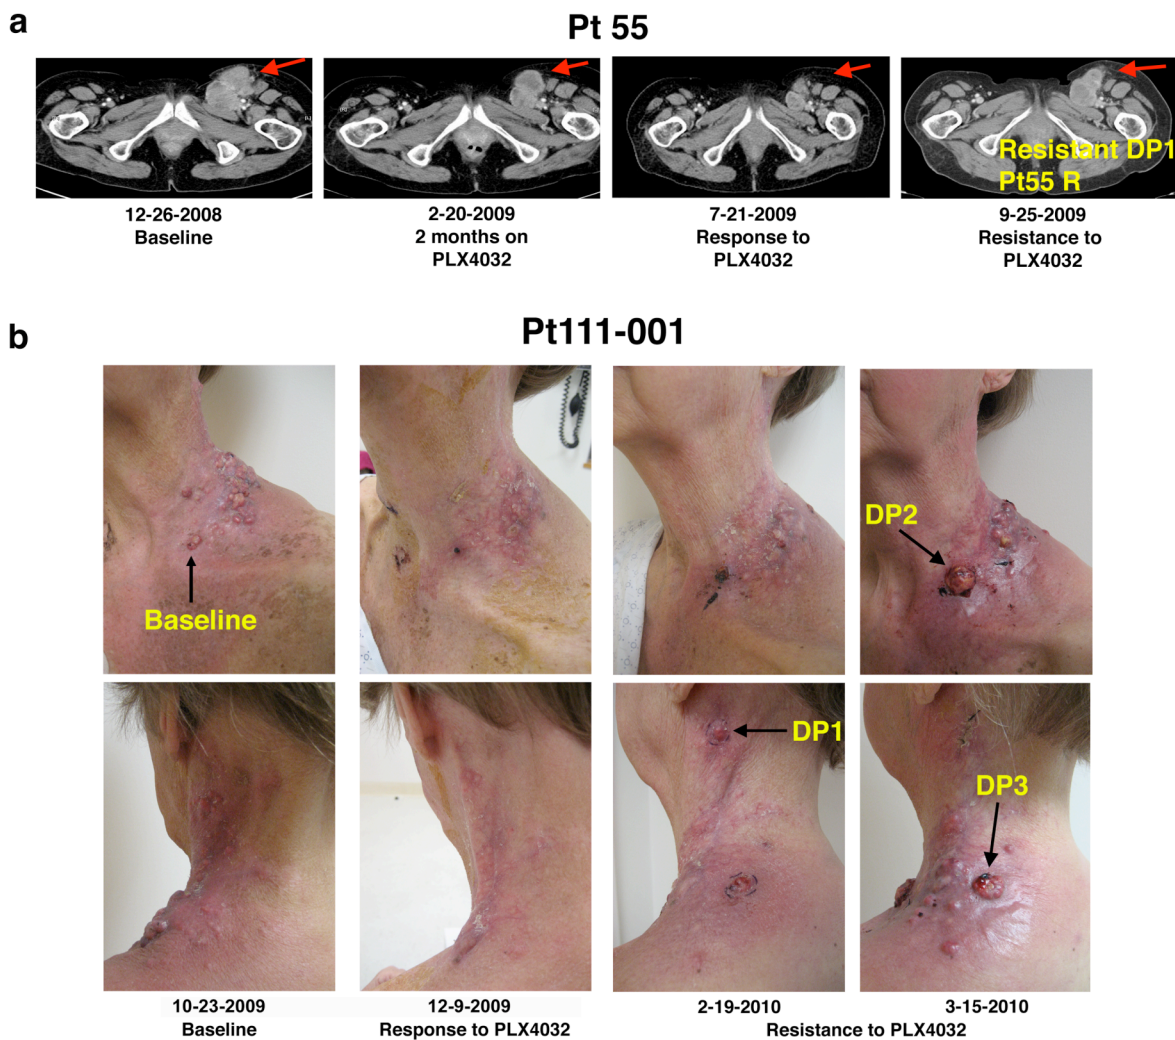 a
Pt 55
Resistant DP1
Pt55 R
12-26-2008
Baseline
2-20-2009
2 months on
PLX4032
7-21-2009
Response to
PLX4032
9-25-2009
Resistance to
PLX4032
b
Pt111-001
Baseline
DP2
DP1
DP3
10-23-2009
Baseline
12-9-2009
Response to PLX4032
2-19-2010
3-15-2010
Resistance to PLX4032